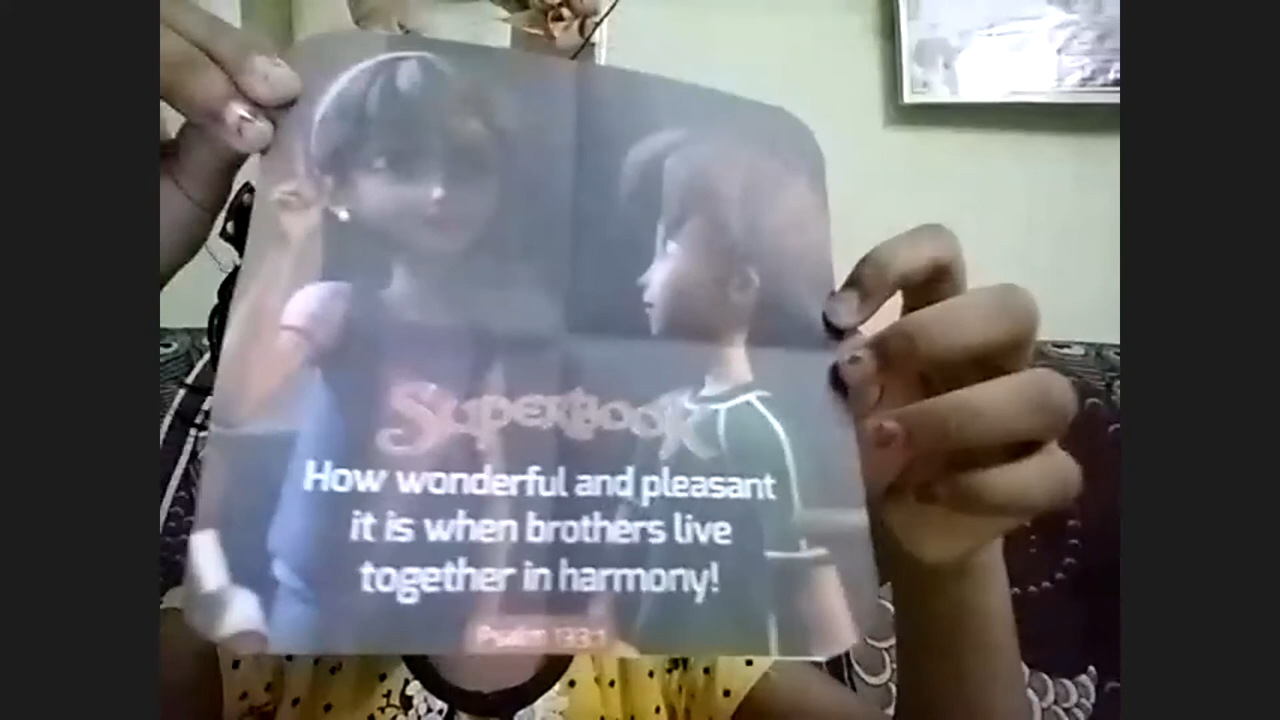 Superbook
How wonderful and pleasant
it is when brothers live
together in harmony!
Psalm 133:1